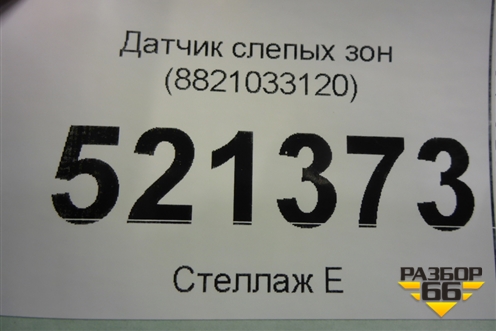 Датчик слепых зон
(8821033120)
521373
Стеллаж Е
РАЗБОР
66